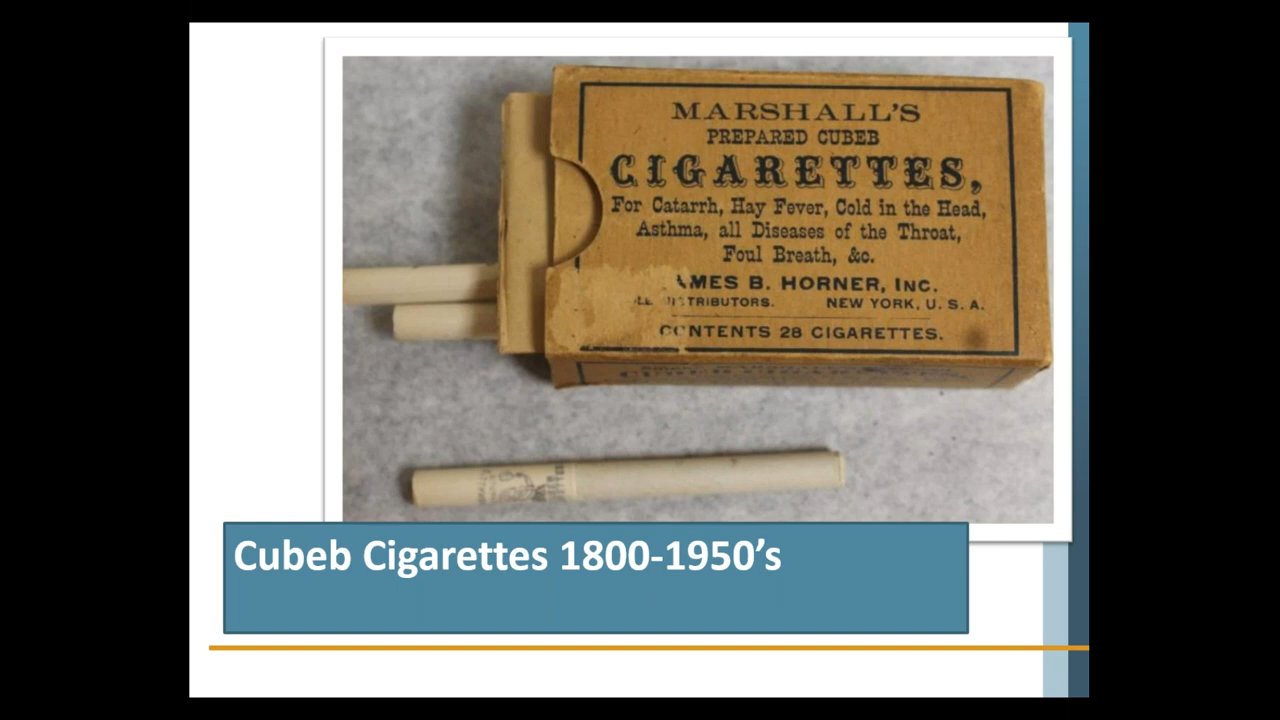 MARSHALL'S
PREPARED CUBEB
CIGARETTES,
For Catarrh, Hay Fever, Cold in the Head,
Asthma, all Diseases of the Throat,
Foul Breath, &c.
AMES B. HORNER, INC.
TRIBUTORS. NEW YORK, U. S. A.
CONTENTS 28 CIGARETTES.
Cubeb Cigarettes 1800-1950's